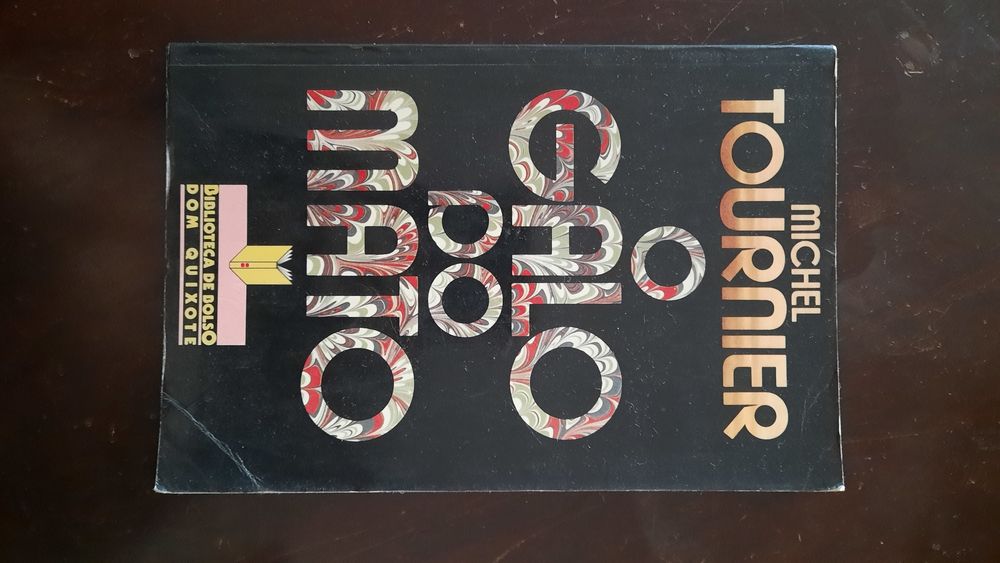 MICHEL
TOURNIER
O
GALO
DO
MATO
BIBLIOTECA DE BOLSO
DOM QUIXOTE